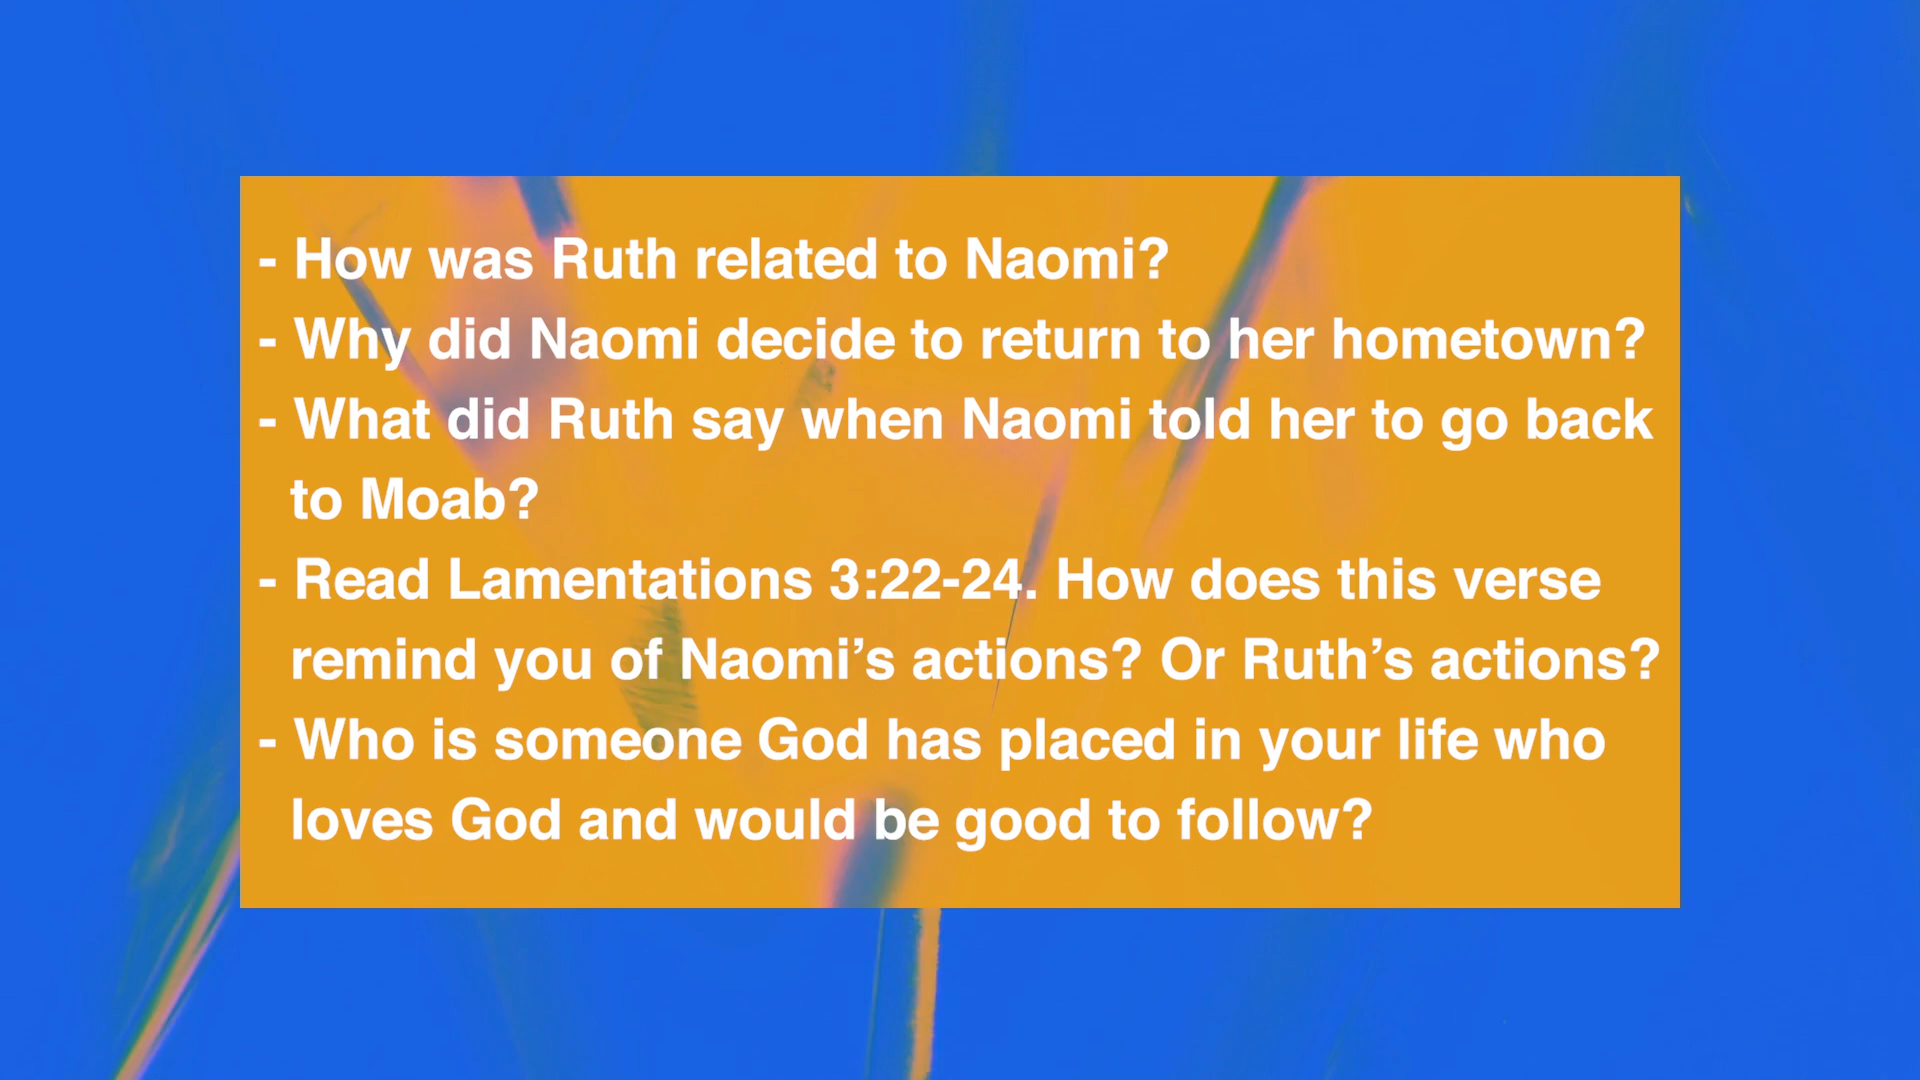 - How was Ruth related to Naomi?
- Why did Naomi decide to return to her hometown?
- What did Ruth say when Naomi told her to go back
to Moab?
- Read Lamentations 3:22-24. How does this verse
remind you of Naomi’s actions? Or Ruth’s actions?
- Who is someone God has placed in your life who
loves God and would be good to follow?